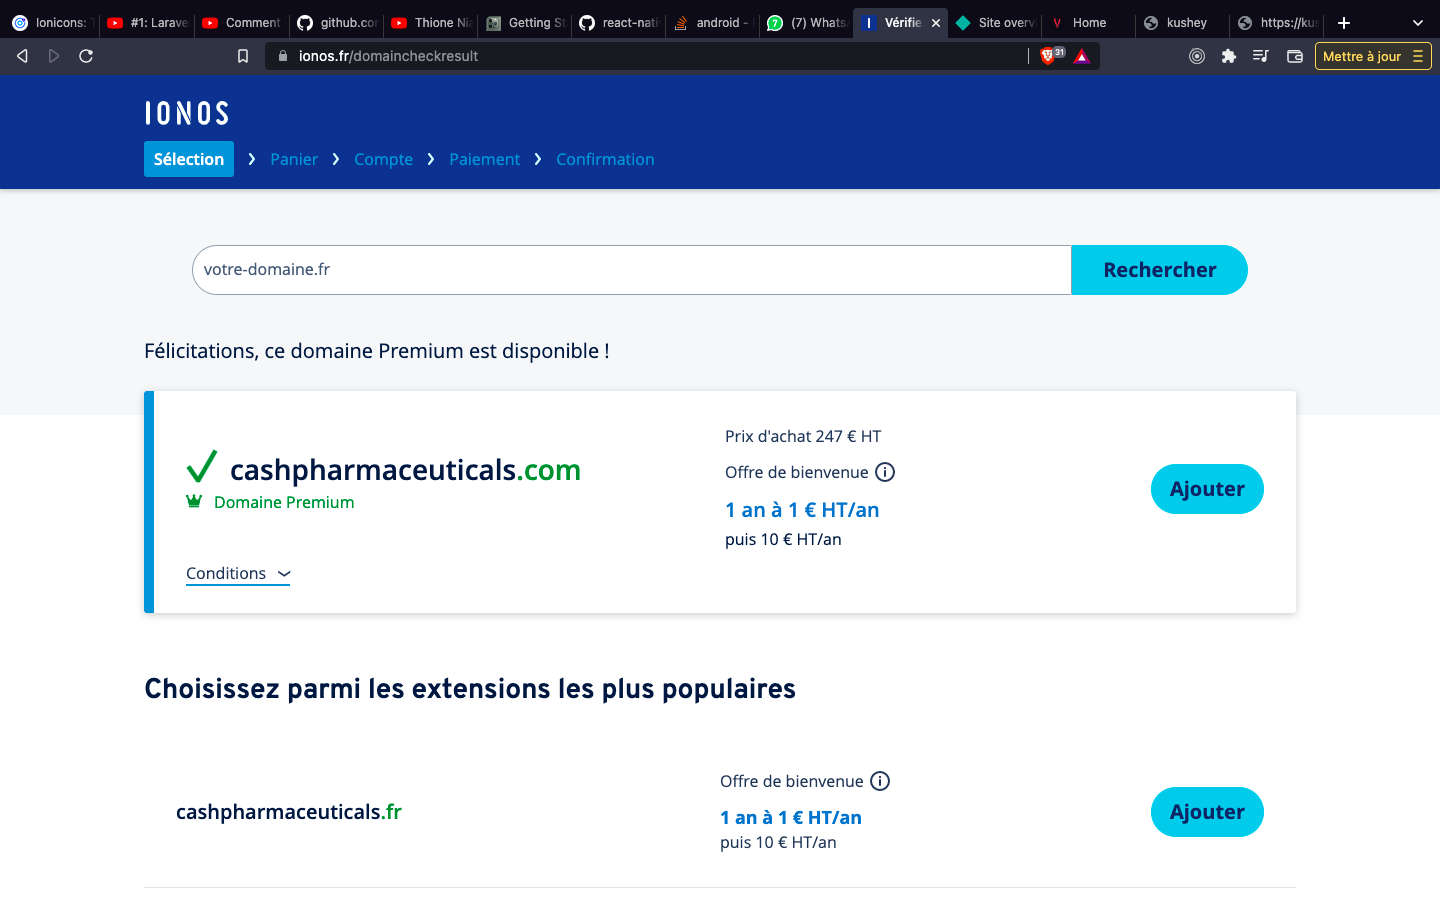 Ionicons: T
#1: Larave
Comment
github.con
Thione Nia
Getting St
react-nati
android -
(7) Whats
Vérifie
Site overv
Home
kushey
https://kus
ionos.fr/domaincheckresult
31
Mettre à jour
IONOS
Sélection
Panier
Compte
Paiement
Confirmation
votre-domaine.fr
Rechercher
Félicitations, ce domaine Premium est disponible !
cashpharmaceuticals.com
Domaine Premium
Conditions
Prix d'achat 247 € HT
Offre de bienvenue
1 an à 1 € HT/an
puis 10 € HT/an
Ajouter
Choisissez parmi les extensions les plus populaires
cashpharmaceuticals.fr
Offre de bienvenue
1 an à 1 € HT/an
puis 10 € HT/an
Ajouter